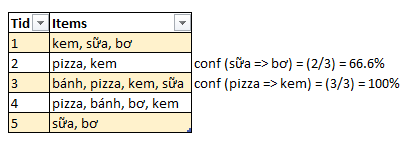 Tid Items
1 kem, sữa, bơ
2 pizza, kem conf (sữa => bơ) = (2/3) = 66.6%
3 bánh, pizza, kem, sữa conf (pizza => kem) = (3/3) = 100%
4 pizza, bánh, bơ, kem
5 sữa, bơ